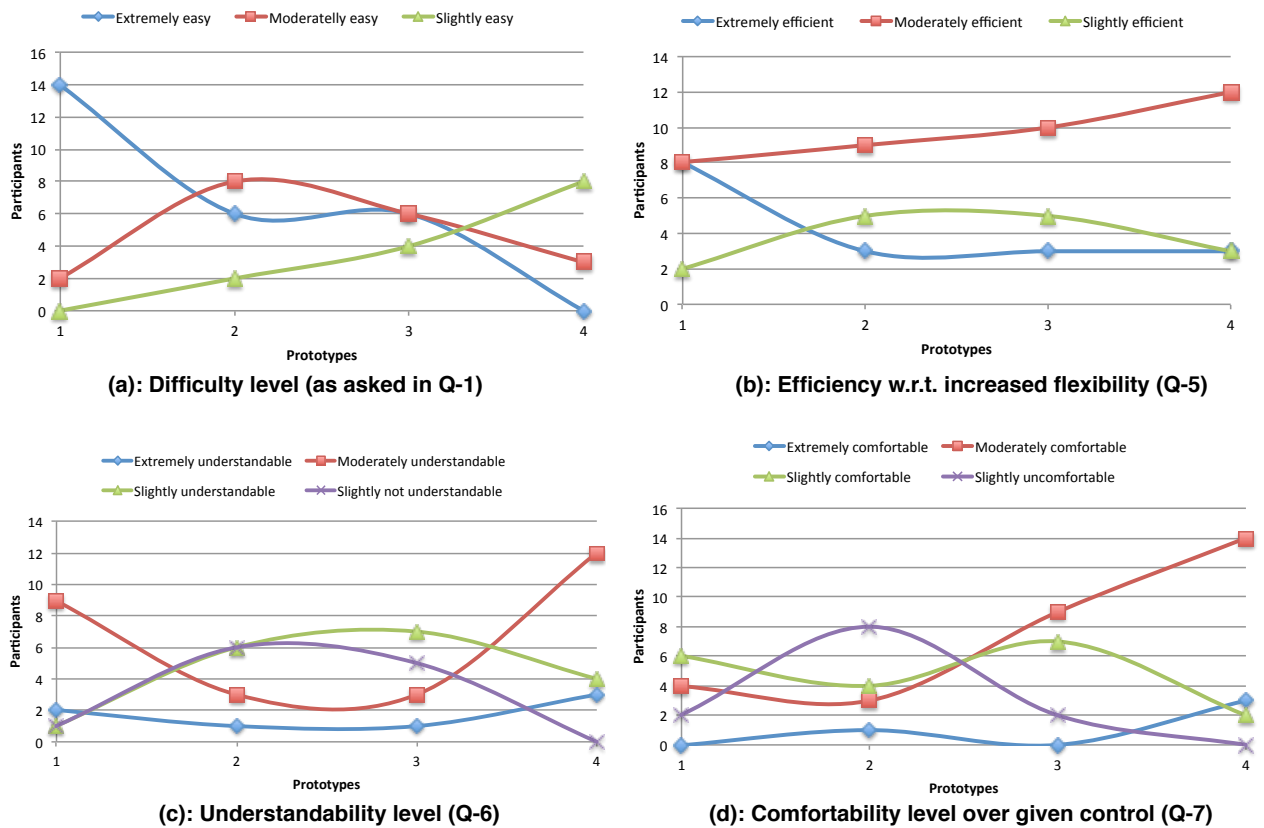 Extremely easy Moderatelly easy Slightly easy
16
14
12
10
8
6
4
2
0
Participants
1 2 3 4
Prototypes
(a): Difficulty level (as asked in Q-1)
Extremely efficient Moderately efficient Slightly efficient
14
12
10
8
6
4
2
0
Participants
1 2 3 4
Prototypes
(b): Efficiency w.r.t. increased flexibility (Q-5)
Extremely understandable Moderately understandable
Slightly understandable Slightly not understandable
14
12
10
8
6
4
2
0
Participants
1 2 3 4
Prototypes
(c): Understandability level (Q-6)
Extremely comfortable Moderately comfortable
Slightly comfortable Slightly uncomfortable
16
14
12
10
8
6
4
2
0
Participants
1 2 3 4
Prototypes
(d): Comfortability level over given control (Q-7)